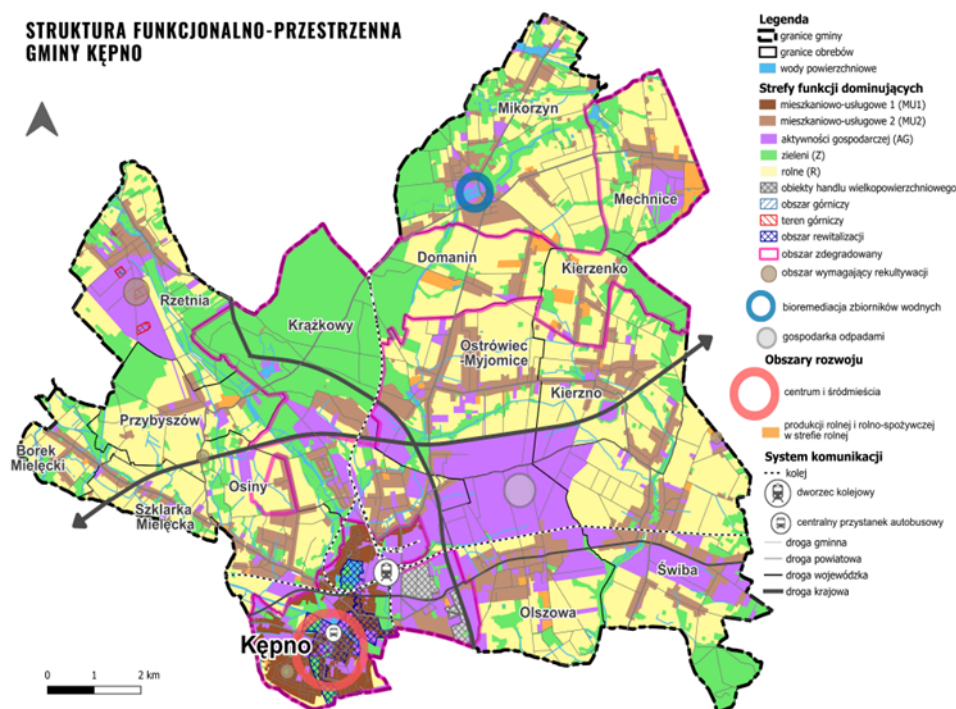 STRUKTURA FUNKCJONALNO-PRZESTRZENNA
GMINY KĘPNO
Legenda
granice gminy
granice obrębów
wody powierzchniowe
Strefy funkcji dominujących
mieszkaniowo-usługowe 1 (MU1)
mieszkaniowo-usługowe 2 (MU2)
aktywności gospodarczej (AG)
zieleni (Z)
rolne (R)
obiekty handlu wielkopowierzchniowego
obszar górniczy
teren górniczy
obszar rewitalizacji
obszar zdegradowany
obszar wymagający rekultywacji
bioremediacja zbiorników wodnych
gospodarka odpadami
Obszary rozwoju
centrum i śródmieścia
produkcji rolnej i rolno-spożywczej
w strefie rolnej
System komunikacji
kolej
dworzec kolejowy
centralny przystanek autobusowy
droga gminna
droga powiatowa
droga wojewódzka
droga krajowa
Mikorzyn
Mechnice
Domanin
Kierzenko
Rzetnia
Krążkowy
Ostrówiec
-Myjomice
Kierzno
Przybyszów
Borek
Mielęcki
Osiny
Szklarka
Mielęcka
Świba
Olszowa
Kępno
0 1 2 km